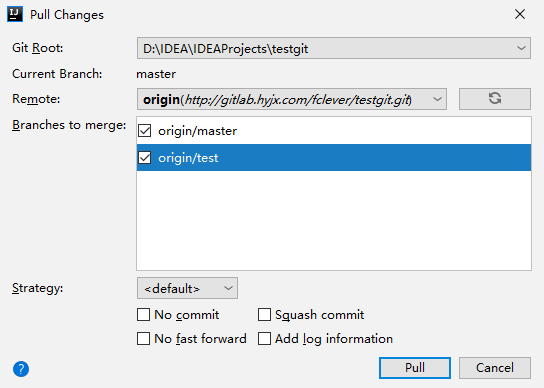 IJ Pull Changes
Git Root: D:\IDEA\IDEAProjects\testgit
Current Branch: master
Remote: origin(http://gitlab.hyjx.com/fclever/testgit.git)
Branches to merge: origin/master
origin/test
Strategy: <default>
No commit Squash commit
No fast forward Add log information
? Pull Cancel